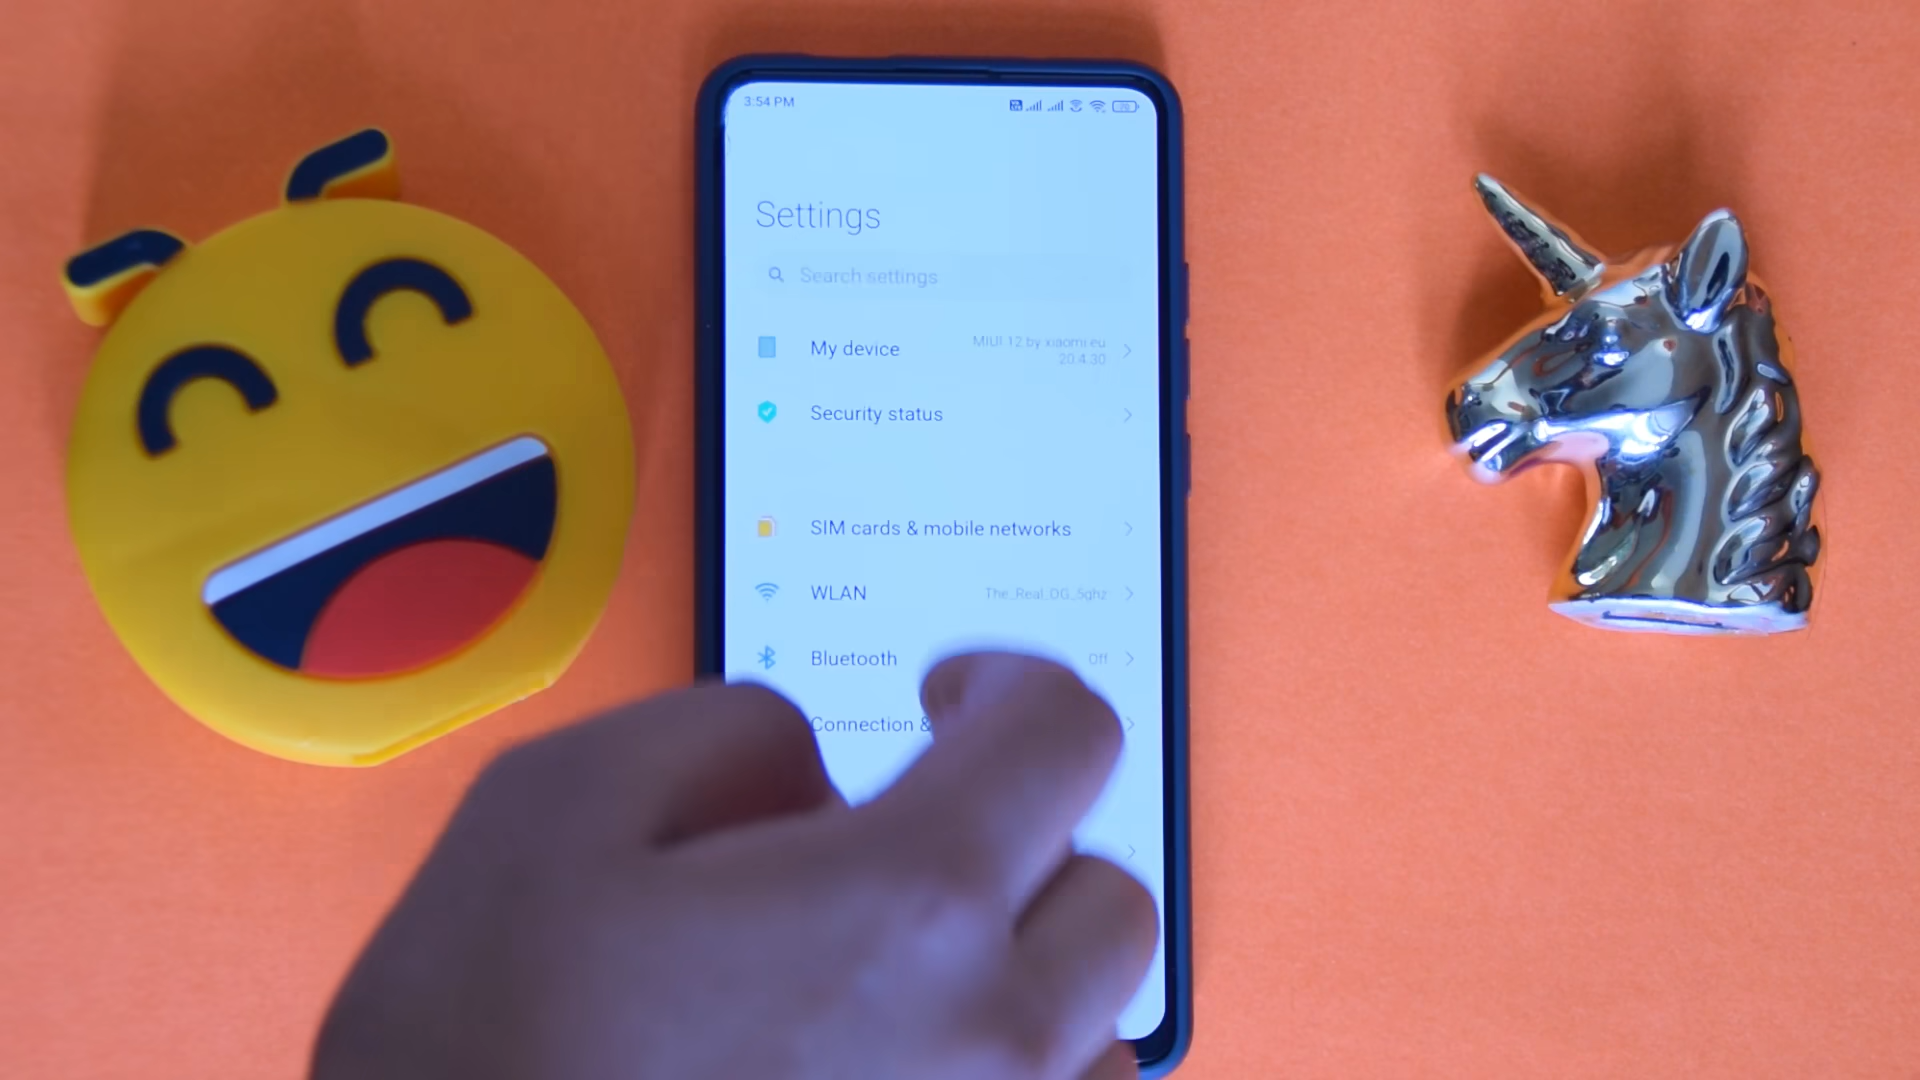 3:54 PM
Settings
Search settings
My device
MIUI 12 by xiaomi.eu
20.4.30
Security status
SIM cards & mobile networks
WLAN
The_Real_OG_5ghz
Bluetooth
Off
Connection &